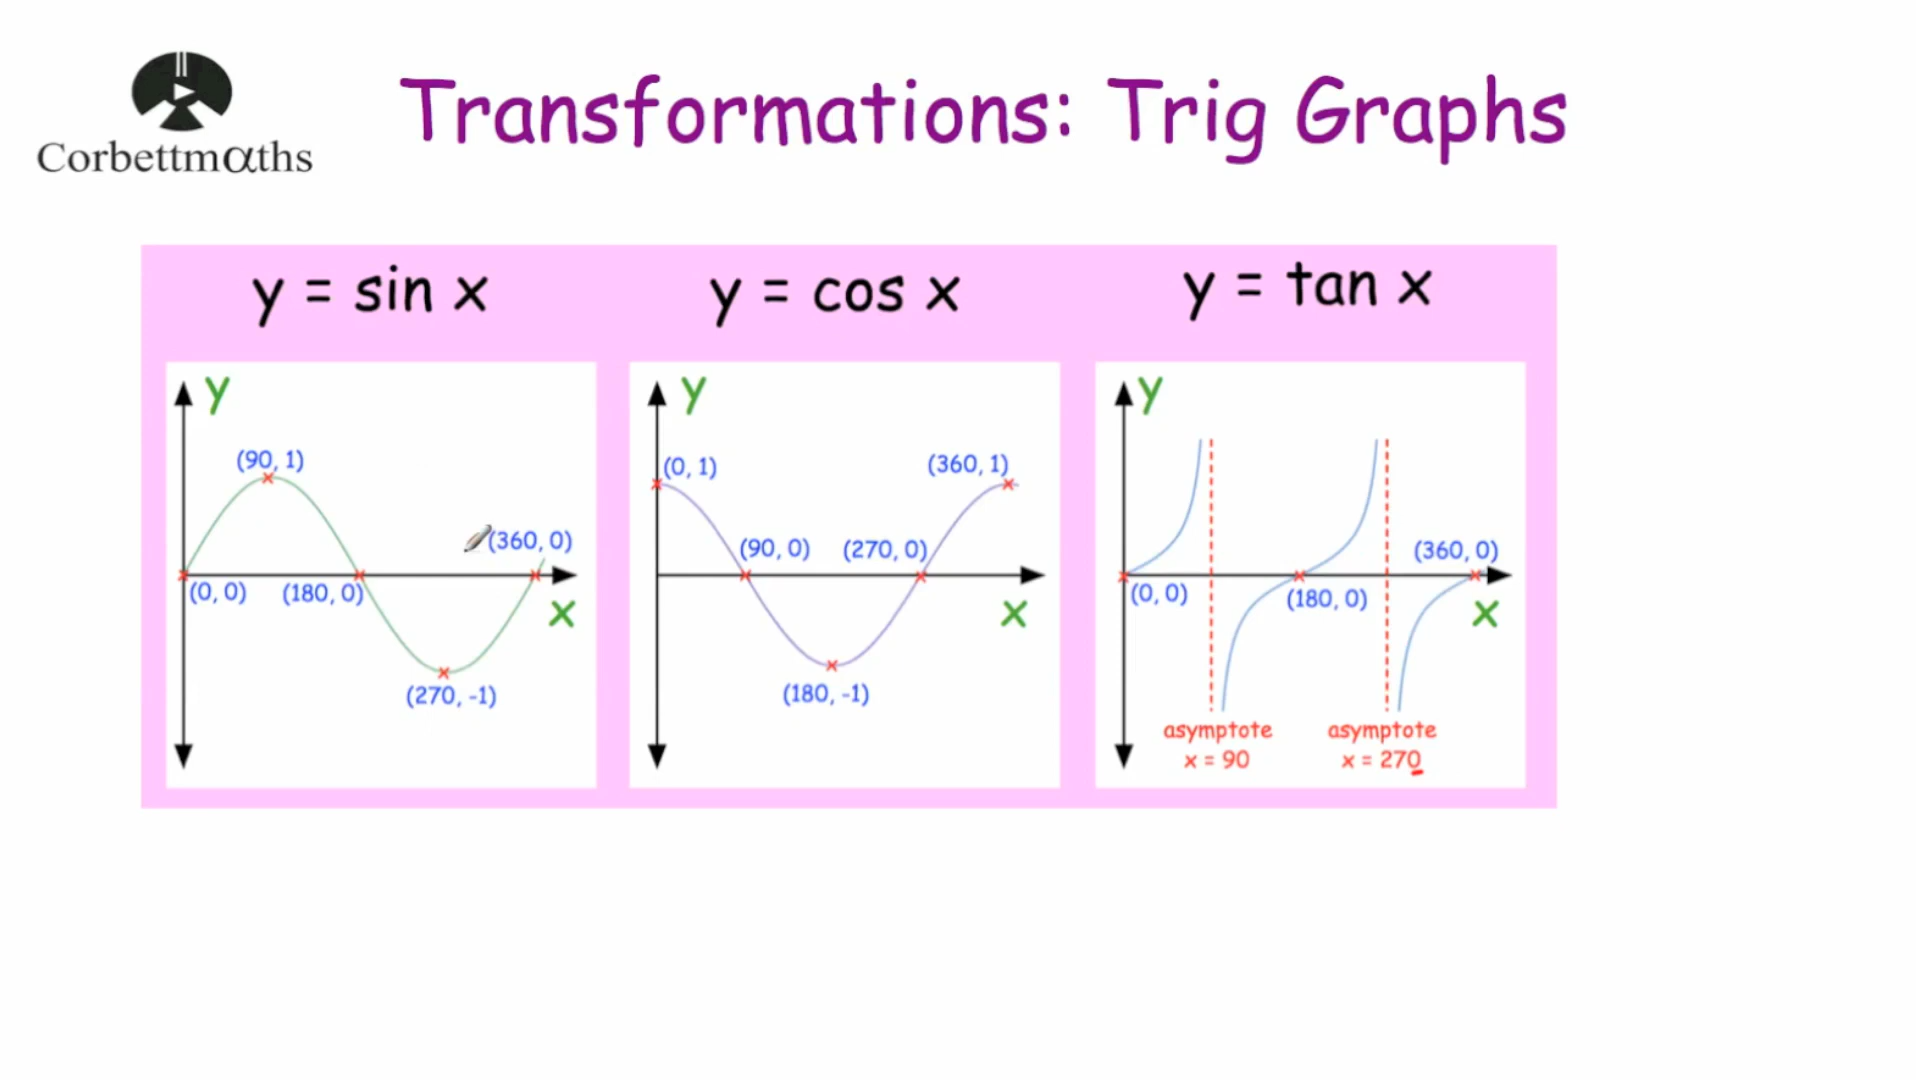 Corbettmαths
Transformations: Trig Graphs
y = sin x
y
(90, 1)
(360, 0)
(0, 0)
(180, 0)
x
(270, -1)
y = cos x
y
(0, 1)
(360, 1)
(90, 0)
(270, 0)
x
(180, -1)
y = tan x
y
(360, 0)
(0, 0)
(180, 0)
x
asymptote
x = 90
asymptote
x = 270